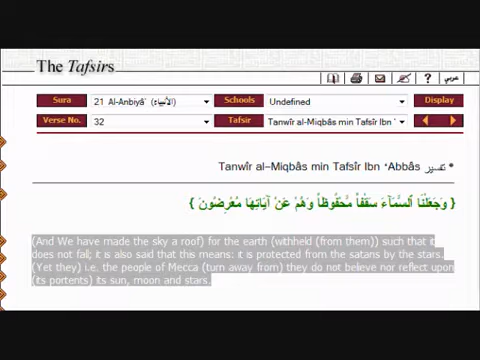 The Tafsirs
? عربي
Sura 21 Al-Anbiyâ' (الأنبياء) Schools Undefined Display
Verse No. 32 Tafsir Tanwîr al-Miqbâs min Tafsîr Ibn '
* تفسير Tanwîr al-Miqbâs min Tafsîr Ibn 'Abbâs
{ وَجَعَلْنَا ٱلسَّمَآءَ سَقْفاً مَّحْفُوظاً وَهُمْ عَنْ آيَاتِهَا مُعْرِضُونَ }
(And We have made the sky a roof) for the earth (withheld (from them)) such that it
does not fall; it is also said that this means: it is protected from the satans by the stars.
(Yet they) i.e. the people of Mecca (turn away from) they do not believe nor reflect upon
(its portents) its sun, moon and stars.